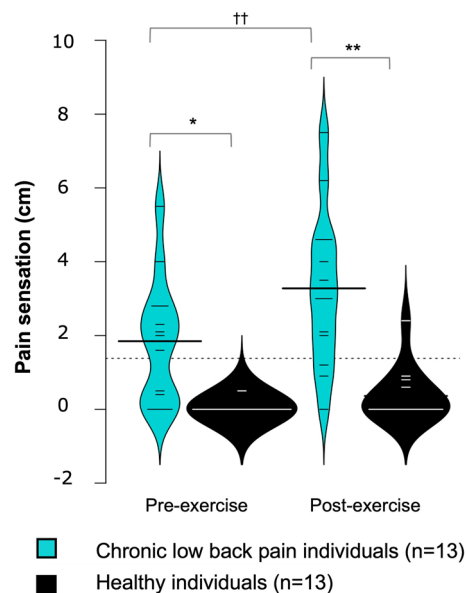 ††
10
**
8
*
6
Pain sensation (cm)
4
2
0
-2
Pre-exercise Post-exercise
Chronic low back pain individuals (n=13)
Healthy individuals (n=13)